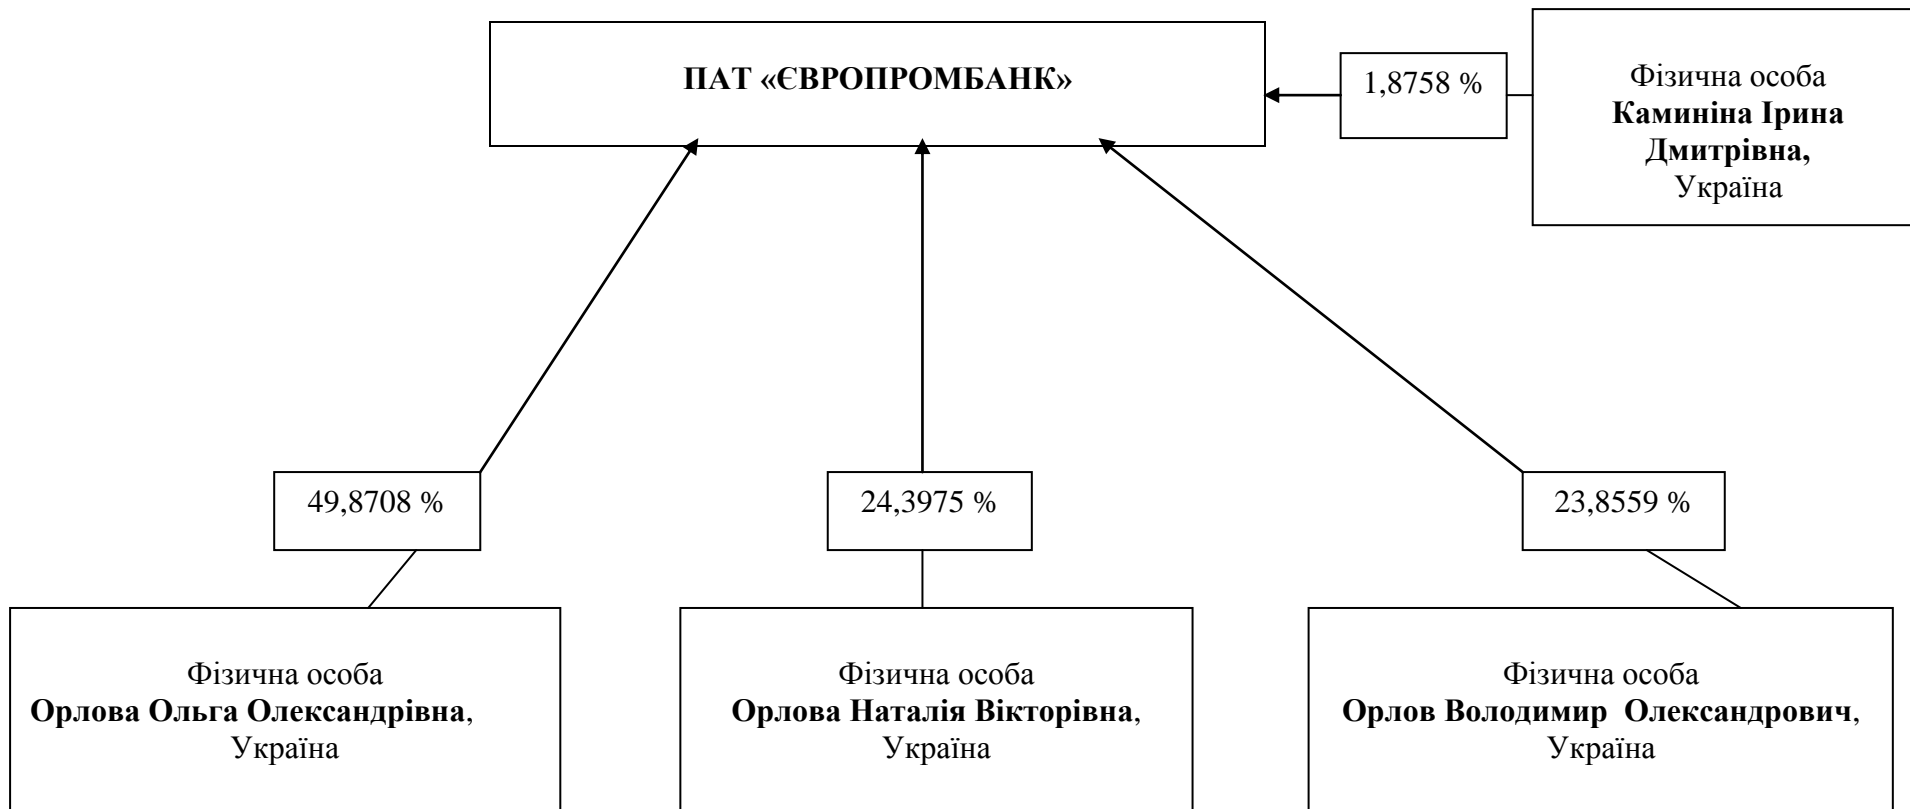 ПАТ «ЄВРОПРОМБАНК»
1,8758 %
Фізична особа
Каминіна Ірина
Дмитрівна,
Україна
49,8708 %
24,3975 %
23,8559 %
Фізична особа
Орлова Ольга Олександрівна,
Україна
Фізична особа
Орлова Наталія Вікторівна,
Україна
Фізична особа
Орлов Володимир  Олександрович,
Україна